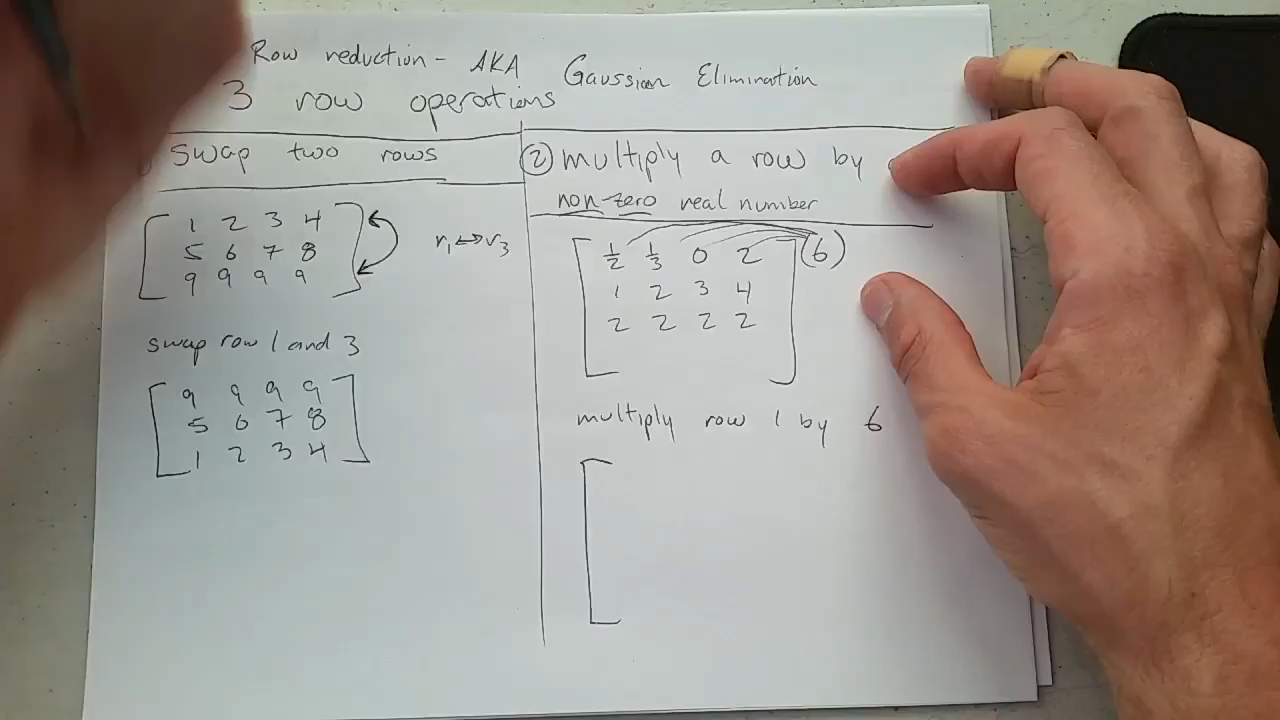 Row reduction - AKA Gaussian Elimination
3 row operations
swap two rows
1 2 3 4
5 6 7 8
9 9 9 9
r1↔r3
swap row 1 and 3
9 9 9 9
5 6 7 8
1 2 3 4
② multiply a row by
non-zero real number
1/2 1/3 0 2 (6)
1 2 3 4
2 2 2 2
multiply row 1 by 6